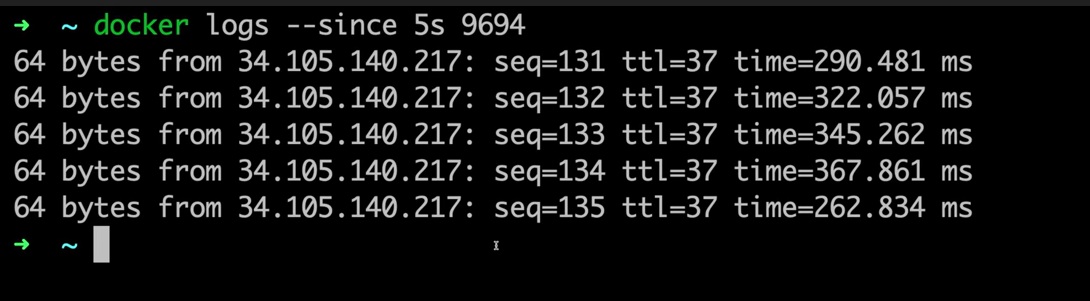 ➜  ~ docker logs --since 5s 9694
64 bytes from 34.105.140.217: seq=131 ttl=37 time=290.481 ms
64 bytes from 34.105.140.217: seq=132 ttl=37 time=322.057 ms
64 bytes from 34.105.140.217: seq=133 ttl=37 time=345.262 ms
64 bytes from 34.105.140.217: seq=134 ttl=37 time=367.861 ms
64 bytes from 34.105.140.217: seq=135 ttl=37 time=262.834 ms
➜  ~